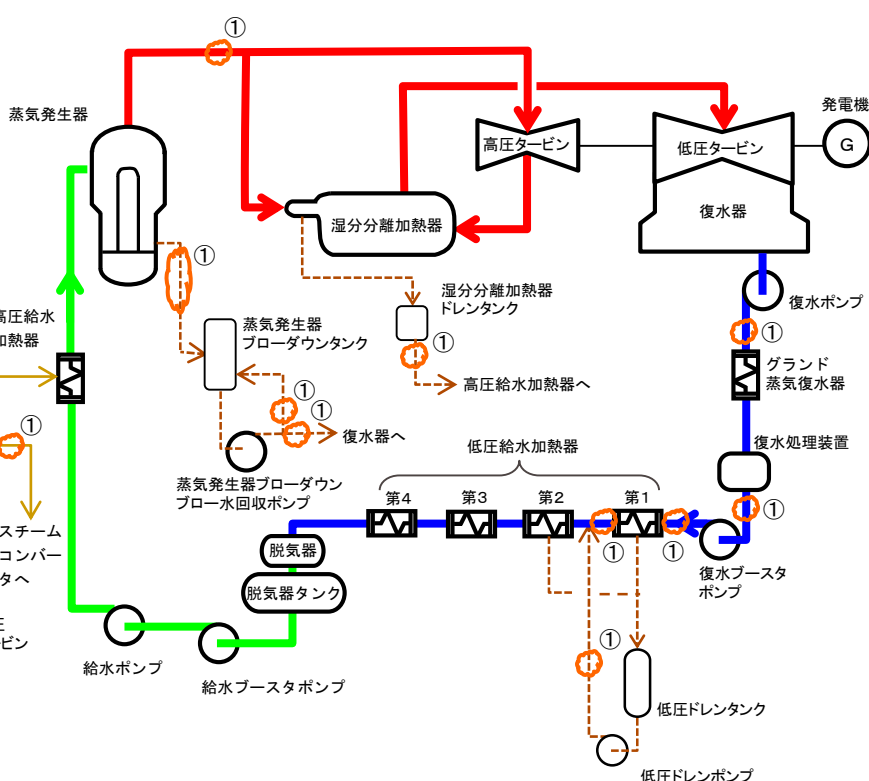 ①
蒸気発生器
発電機
高圧タービン
低圧タービン
G
復水器
湿分分離加熱器
①
湿分分離加熱器
ドレンタンク
復水ポンプ
高圧給水
加熱器
蒸気発生器
ブローダウンタンク
①
①
グランド
蒸気復水器
高圧給水加熱器へ
①
①
①
復水器へ
低圧給水加熱器
復水処理装置
蒸気発生器ブローダウン
ブロー水回収ポンプ
第4
第3
第2
第1
①
スチーム
コンバー
タへ
脱気器
①
①
復水ブースタ
ポンプ
脱気器タンク
圧
ービン
①
給水ポンプ
給水ブースタポンプ
低圧ドレンタンク
低圧ドレンポンプ